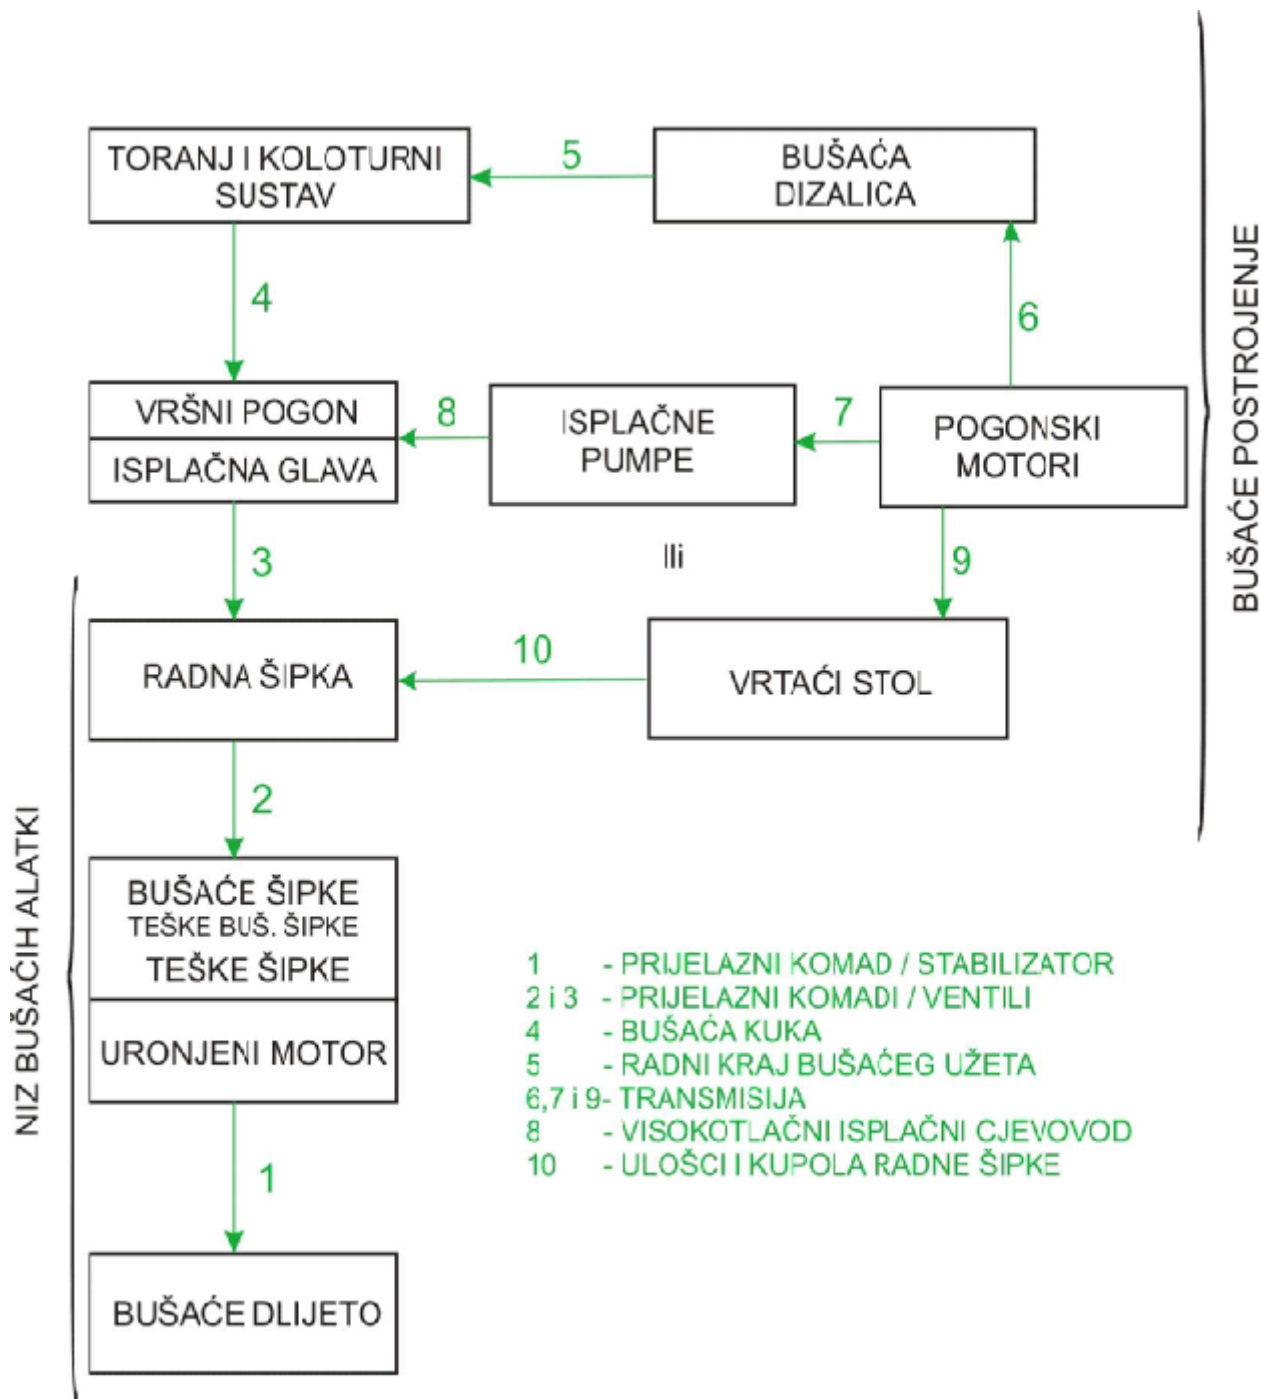 TORANJ I KOLOTURNI
SUSTAV
5
BUŠAĆA
DIZALICA
4
6
VRŠNI POGON
ISPLAČNA GLAVA
8
ISPLAČNE
PUMPE
7
POGONSKI
MOTORI
BUŠAĆE POSTROJENJE
3
Ili
9
RADNA ŠIPKA
10
VRTAĆI STOL
2
NIZ BUŠAĆIH ALATKI
BUŠAĆE ŠIPKE
TEŠKE BUŠ. ŠIPKE
TEŠKE ŠIPKE
URONJENI MOTOR
1
BUŠAĆE DLIJETO
1 - PRIJELAZNI KOMAD / STABILIZATOR
2 i 3 - PRIJELAZNI KOMADI / VENTILI
4 - BUŠAĆA KUKA
5 - RADNI KRAJ BUŠAĆEG UŽETA
6,7 i 9- TRANSMISIJA
8 - VISOKOTLAČNI ISPLAČNI CJEVOVOD
10 - ULOŠCI I KUPOLA RADNE ŠIPKE